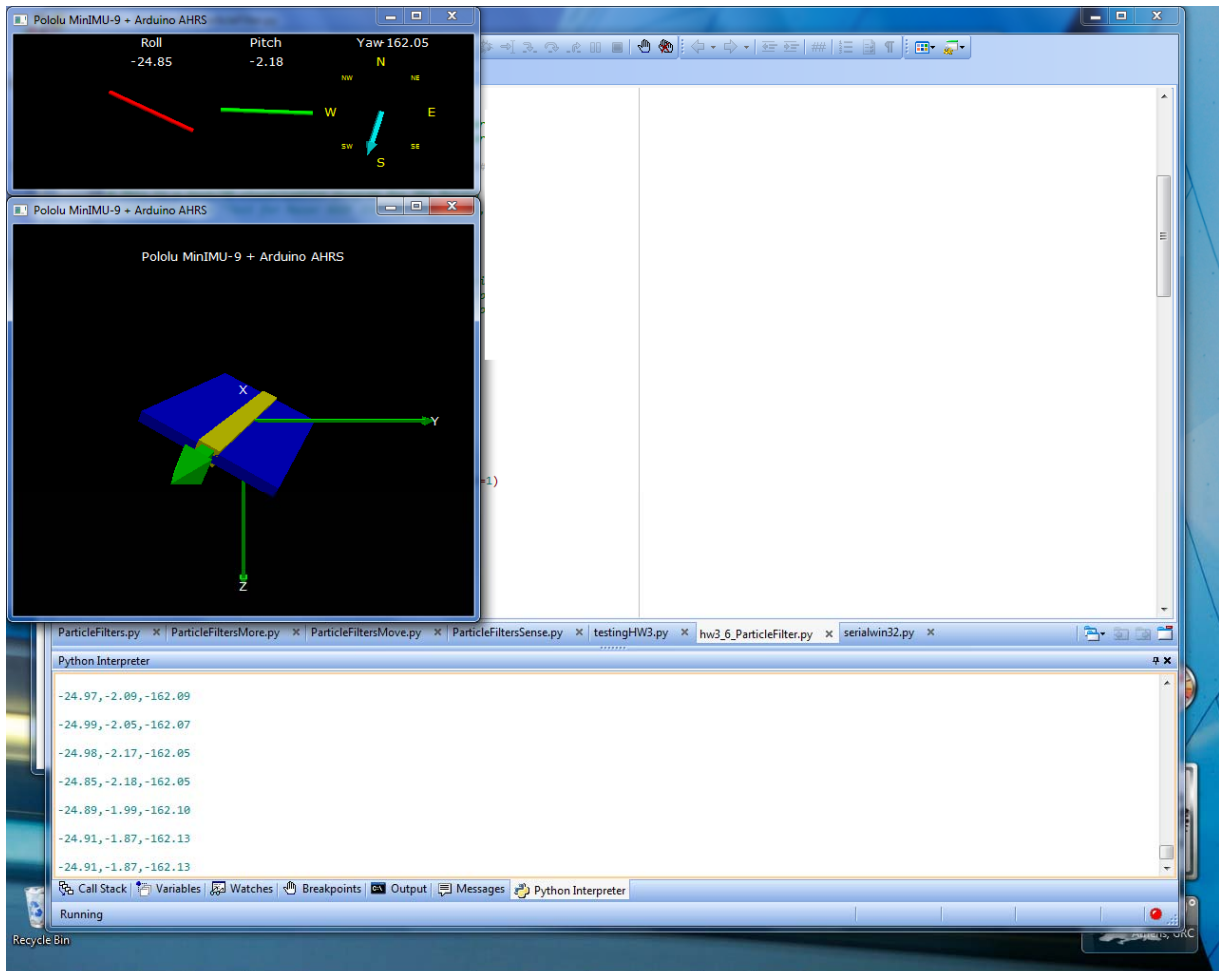 Pololu MinIMU-9 + Arduino AHRS
Roll Pitch Yaw-162.05
-24.85 -2.18 N
NW NE
W E
SW SE
S
Pololu MinIMU-9 + Arduino AHRS
Pololu MinIMU-9 + Arduino AHRS
X
Y
Z
=1)
ParticleFilters.py ParticleFiltersMore.py ParticleFiltersMove.py ParticleFiltersSense.py testingHW3.py hw3_6_ParticleFilter.py serialwin32.py
Python Interpreter
-24.97,-2.09,-162.09
-24.99,-2.05,-162.07
-24.98,-2.17,-162.05
-24.85,-2.18,-162.05
-24.89,-1.99,-162.10
-24.91,-1.87,-162.13
-24.91,-1.87,-162.13
Call Stack Variables Watches Breakpoints Output Messages Python Interpreter
Running
Recycle Bin
Athens, GRC